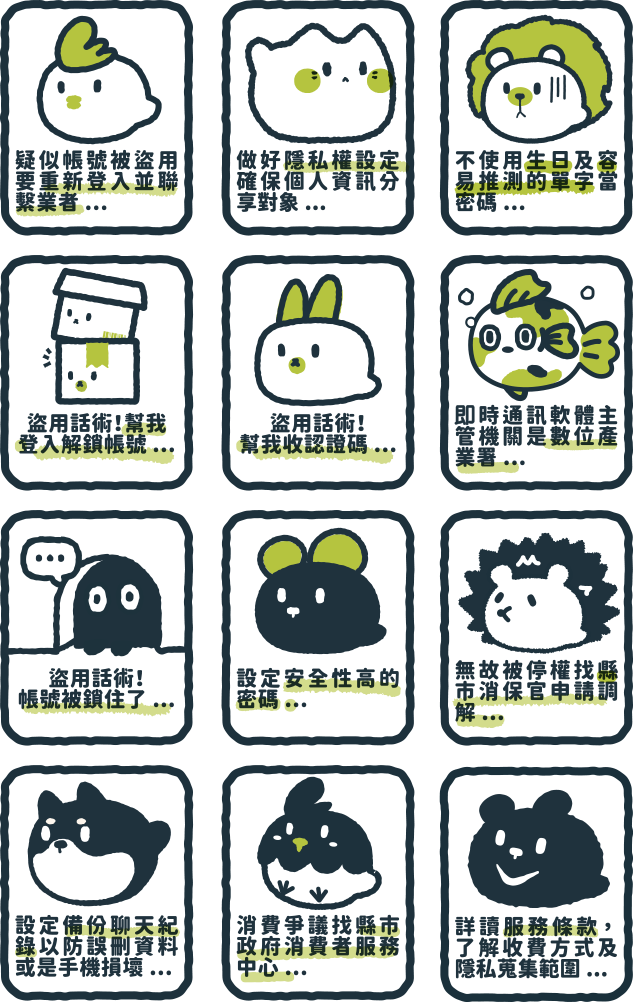 疑似帳號被盜用
要重新登入並聯
繫業者 ...
做好隱私權設定
確保個人資訊分
享對象 ...
不使用生日及容
易推測的單字當
密碼 ...
盜用話術！幫我
登入解鎖帳號 ...
盜用話術！
幫我收認證碼 ...
即時通訊軟體主
管機關是數位產
業署 ...
盜用話術！
帳號被鎖住了 ...
設定安全性高的
密碼 ...
無故被停權找縣
市消保官申請調
解 ...
設定備份聊天紀
錄以防誤刪資料
或是手機損壞 ...
消費爭議找縣市
政府消費者服務
中心 ...
詳讀服務條款，
了解收費方式及
隱私蒐集範圍 ...